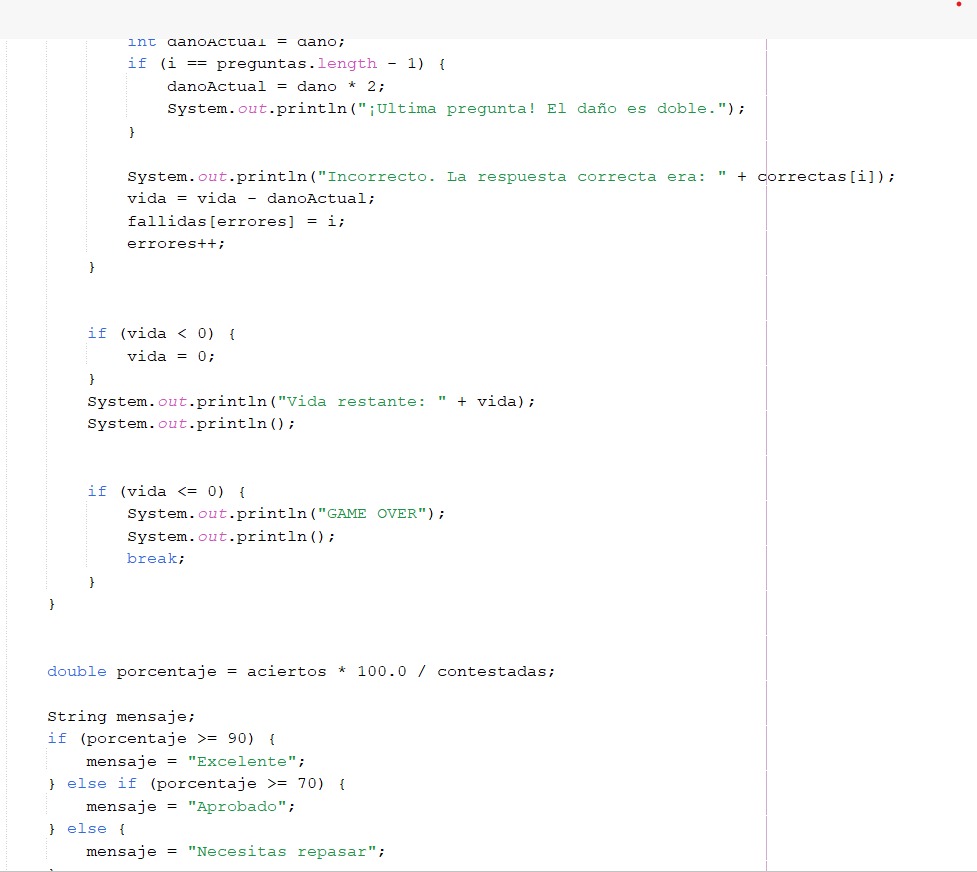 int danoActual = dano;
if (i == preguntas.length - 1) {
danoActual = dano * 2;
System.out.println("¡Ultima pregunta! El daño es doble.");
}
System.out.println("Incorrecto. La respuesta correcta era: " + correctas[i]);
vida = vida - danoActual;
fallidas[errores] = i;
errores++;
}
if (vida < 0) {
vida = 0;
}
System.out.println("Vida restante: " + vida);
System.out.println();
if (vida <= 0) {
System.out.println("GAME OVER");
System.out.println();
break;
}
}
double porcentaje = aciertos * 100.0 / contestadas;
String mensaje;
if (porcentaje >= 90) {
mensaje = "Excelente";
} else if (porcentaje >= 70) {
mensaje = "Aprobado";
} else {
mensaje = "Necesitas repasar";